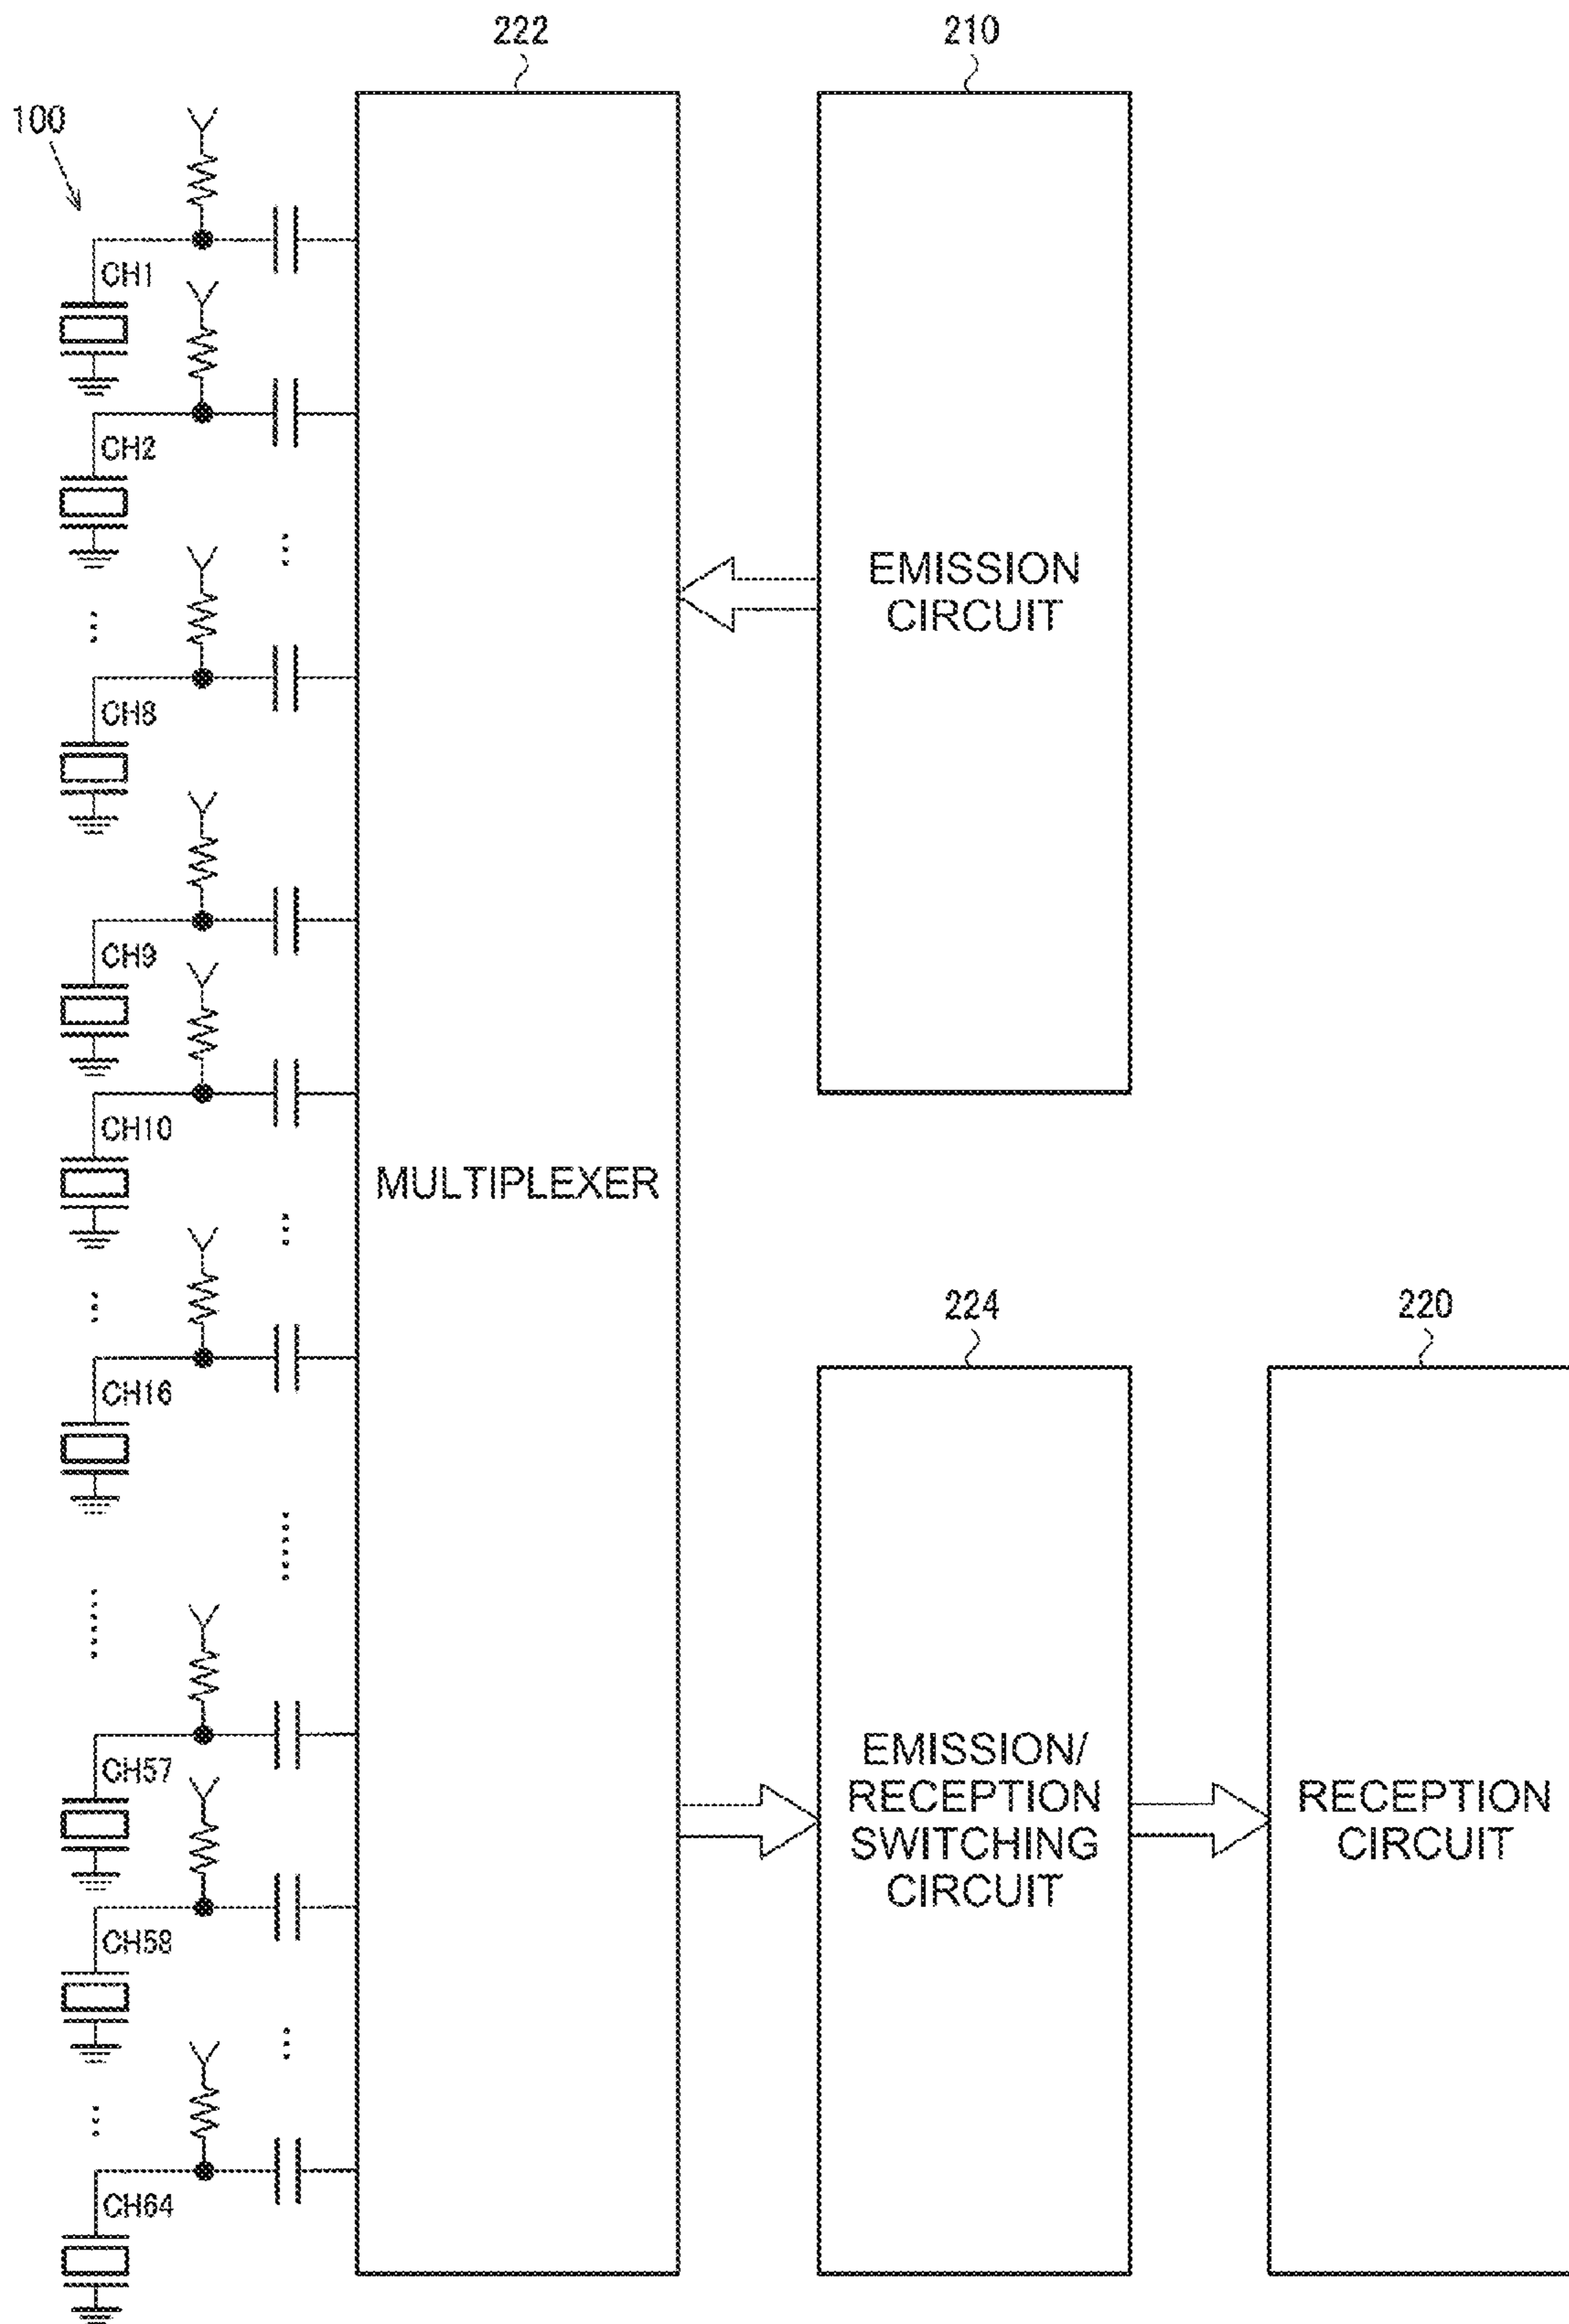 222
210
100
CH1
CH2
EMISSION
CIRCUIT
CH8
CH9
CH10
MULTIPLEXER
224
220
CH16
EMISSION/
RECEPTION
SWITCHING
CIRCUIT
RECEPTION
CIRCUIT
CH57
CH58
CH64